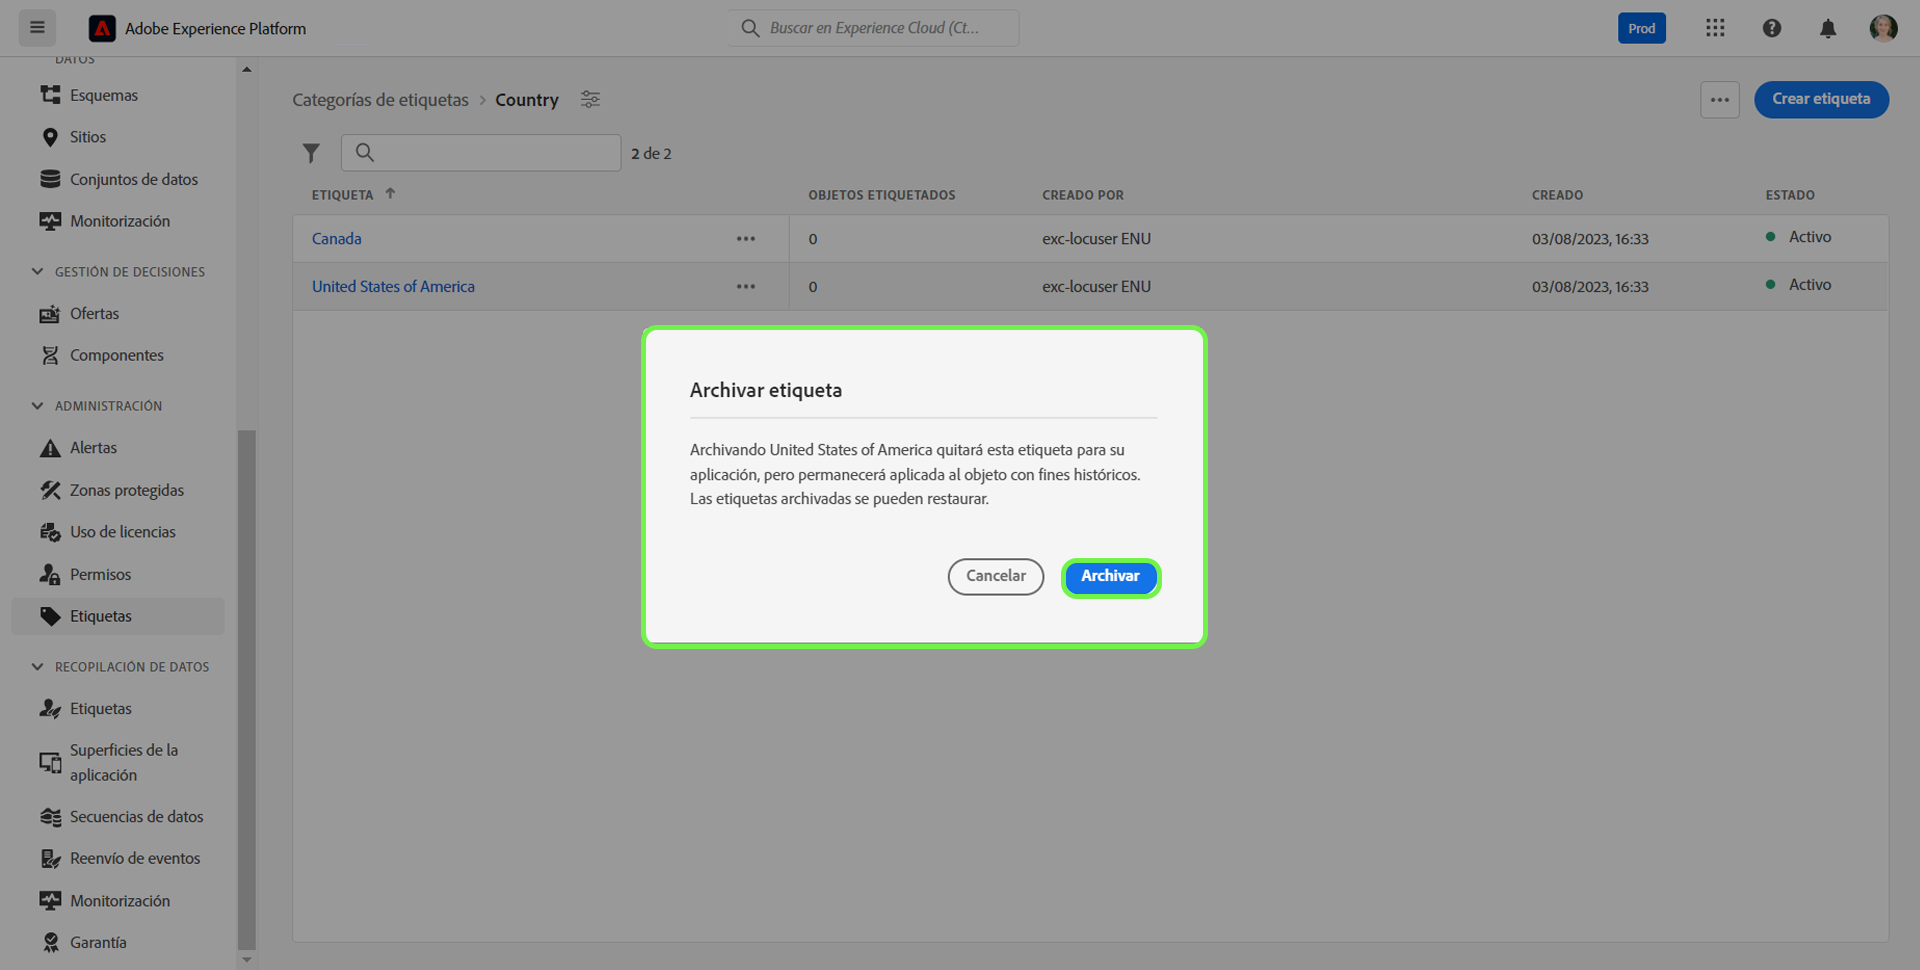 Adobe Experience Platform
Buscar en Experience Cloud (Ct...
Prod
DATOS
Esquemas
Sitios
Conjuntos de datos
Monitorización
GESTIÓN DE DECISIONES
Ofertas
Componentes
ADMINISTRACIÓN
Alertas
Zonas protegidas
Uso de licencias
Permisos
Etiquetas
RECOPILACIÓN DE DATOS
Etiquetas
Superficies de la
aplicación
Secuencias de datos
Reenvío de eventos
Monitorización
Garantía
Categorías de etiquetas > Country
Crear etiqueta
2 de 2
ETIQUETA OBJETOS ETIQUETADOS CREADO POR CREADO ESTADO
Canada 0 exc-locuser ENU 03/08/2023, 16:33 Activo
United States of America 0 exc-locuser ENU 03/08/2023, 16:33 Activo
Archivar etiqueta
Archivando United States of America quitará esta etiqueta para su
aplicación, pero permanecerá aplicada al objeto con fines históricos.
Las etiquetas archivadas se pueden restaurar.
Cancelar Archivar